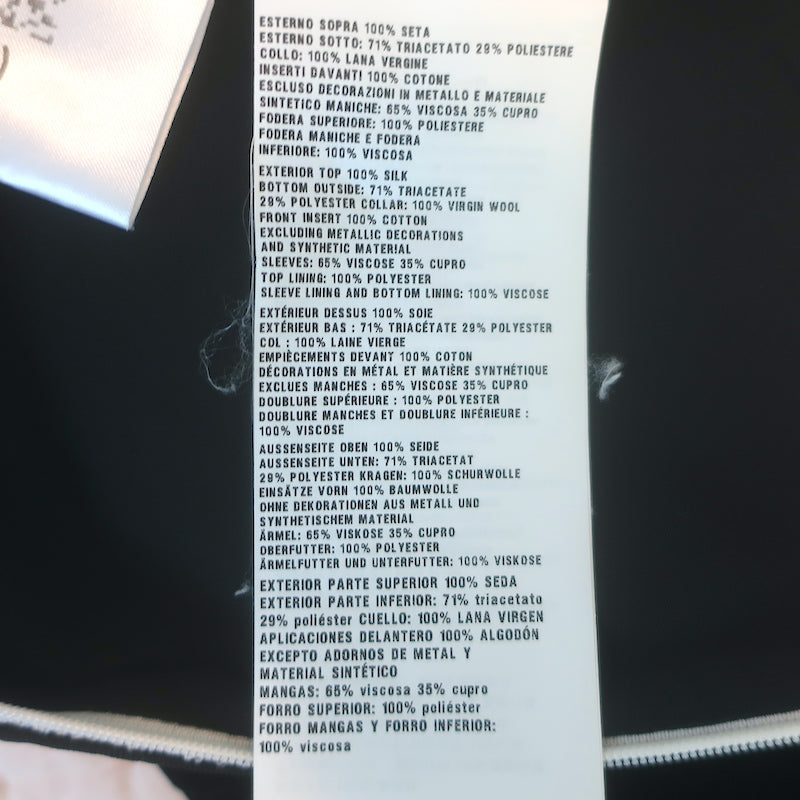 ESTERNO SOPRA 100% SETA
ESTERNO SOTTO: 71% TRIACETATO 29% POLIESTERE
COLLO: 100% LANA VERGINE
INSERTI DAVANTI 100% COTONE
ESCLUSO DECORAZIONI IN METALLO E MATERIALE
SINTETICO MANICHE: 65% VISCOSA 35% CUPRO
FODERA SUPERIORE: 100% POLIESTERE
FODERA MANICHE E FODERA
INFERIORE: 100% VISCOSA
EXTERIOR TOP 100% SILK
BOTTOM OUTSIDE: 71% TRIACETATE
29% POLYESTER COLLAR: 100% VIRGIN WOOL
FRONT INSERT 100% COTTON
EXCLUDING METALLIC DECORATIONS
AND SYNTHETIC MATERIAL
SLEEVES: 65% VISCOSE 35% CUPRO
TOP LINING: 100% POLYESTER
SLEEVE LINING AND BOTTOM LINING: 100% VISCOSE
EXTÉRIEUR DESSUS 100% SOIE
EXTÉRIEUR BAS : 71% TRIACÉTATE 29% POLYESTER
COL : 100% LAINE VIERGE
EMPIÈCEMENTS DEVANT 100% COTON
DÉCORATIONS EN MÉTAL ET MATIÈRE SYNTHÉTIQUE
EXCLUES MANCHES : 65% VISCOSE 35% CUPRO
DOUBLURE SUPÉRIEURE : 100% POLYESTER
DOUBLURE MANCHES ET DOUBLURE INFÉRIEURE :
100% VISCOSE
AUSSENSEITE OBEN 100% SEIDE
AUSSENSEITE UNTEN: 71% TRIACETAT
29% POLYESTER KRAGEN: 100% SCHURWOLLE
EINSÄTZE VORN 100% BAUMWOLLE
OHNE DEKORATIONEN AUS METALL UND
SYNTHETISCHEM MATERIAL
ÄRMEL: 65% VISKOSE 35% CUPRO
OBERFUTTER: 100% POLYESTER
ÄRMELFUTTER UND UNTERFUTTER: 100% VISKOSE
EXTERIOR PARTE SUPERIOR 100% SEDA
EXTERIOR PARTE INFERIOR: 71% triacetato
29% poliéster CUELLO: 100% LANA VIRGEN
APLICACIONES DELANTERO 100% ALGODÓN
EXCEPTO ADORNOS DE METAL Y
MATERIAL SINTÉTICO
MANGAS: 65% viscosa 35% cupro
FORRO SUPERIOR: 100% poliéster
FORRO MANGAS Y FORRO INFERIOR:
100% viscosa